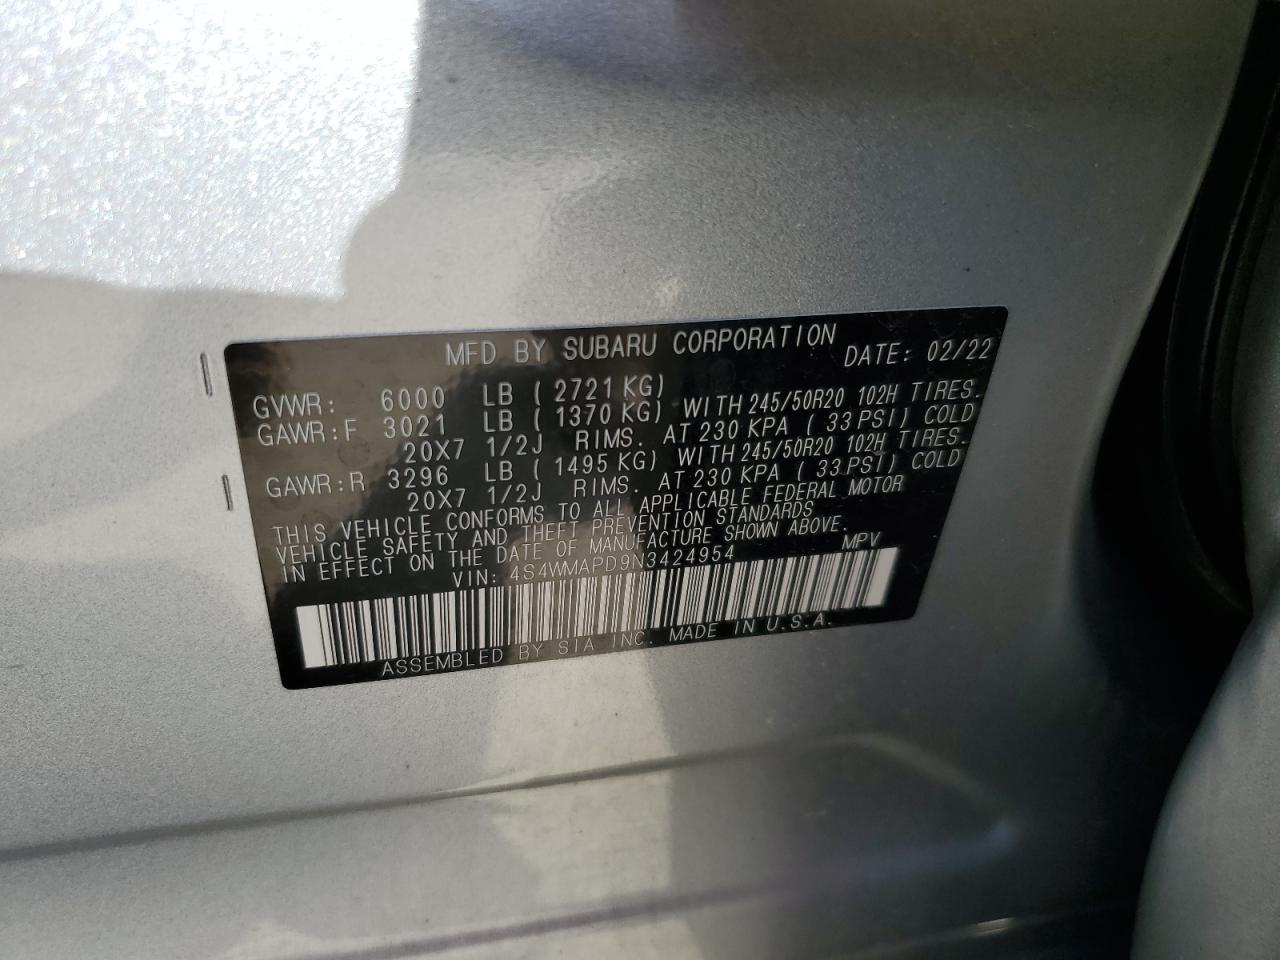 MFD BY SUBARU CORPORATION DATE: 02/22
GVWR: 6000 LB ( 2721 KG)
GAWR:F 3021 LB ( 1370 KG) WITH 245/50R20 102H TIRES.
20X7 1/2J RIMS. AT 230 KPA ( 33 PSI) COLD
GAWR:R 3296 LB ( 1495 KG) WITH 245/50R20 102H TIRES.
20X7 1/2J RIMS. AT 230 KPA ( 33 PSI) COLD
THIS VEHICLE CONFORMS TO ALL APPLICABLE FEDERAL MOTOR
VEHICLE SAFETY AND THEFT PREVENTION STANDARDS
IN EFFECT ON THE DATE OF MANUFACTURE SHOWN ABOVE.
VIN: 4S4WMAPD9N3424954 MPV
ASSEMBLED BY SIA INC. MADE IN U.S.A.